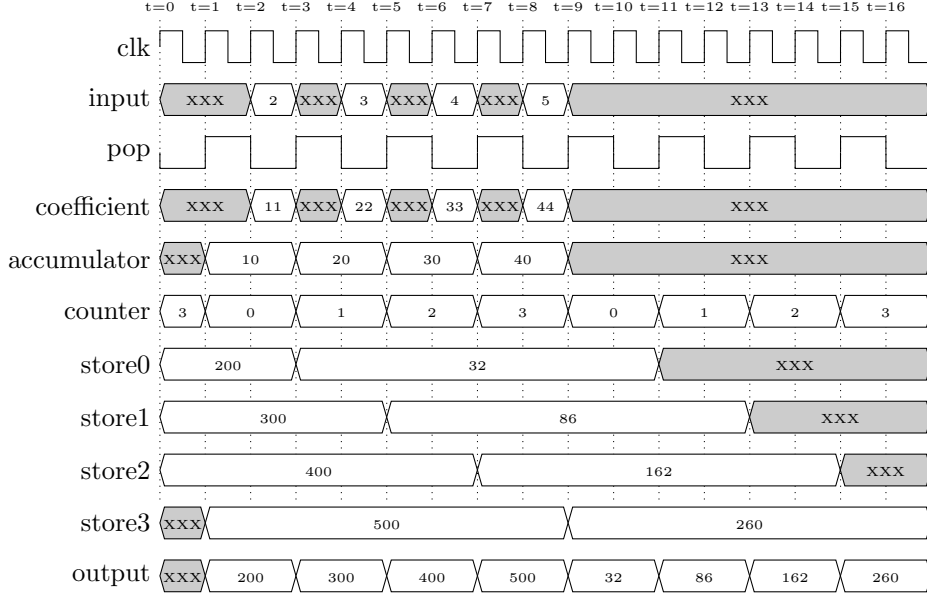 t=0 t=1 t=2 t=3 t=4 t=5 t=6 t=7 t=8 t=9 t=10 t=11 t=12 t=13 t=14 t=15 t=16
clk
input XXX 2 XXX 3 XXX 4 XXX 5 XXX
pop
coefficient XXX 11 XXX 22 XXX 33 XXX 44 XXX
accumulator XXX 10 20 30 40 XXX
counter 3 0 1 2 3 0 1 2 3
store0 200 32 XXX
store1 300 86 XXX
store2 400 162 XXX
store3 XXX 500 260
output XXX 200 300 400 500 32 86 162 260